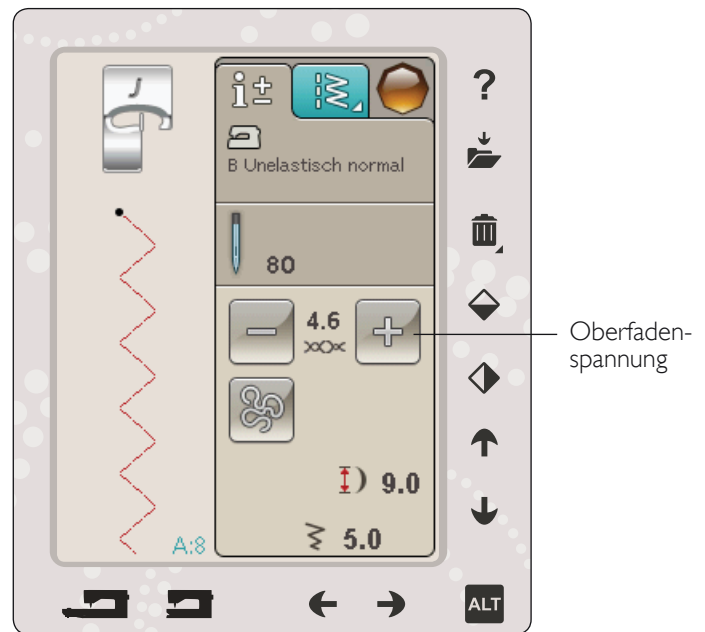 J
?
B Unelastisch normal
80
4.6
Oberfaden-
spannung
9.0
A:8
5.0
ALT